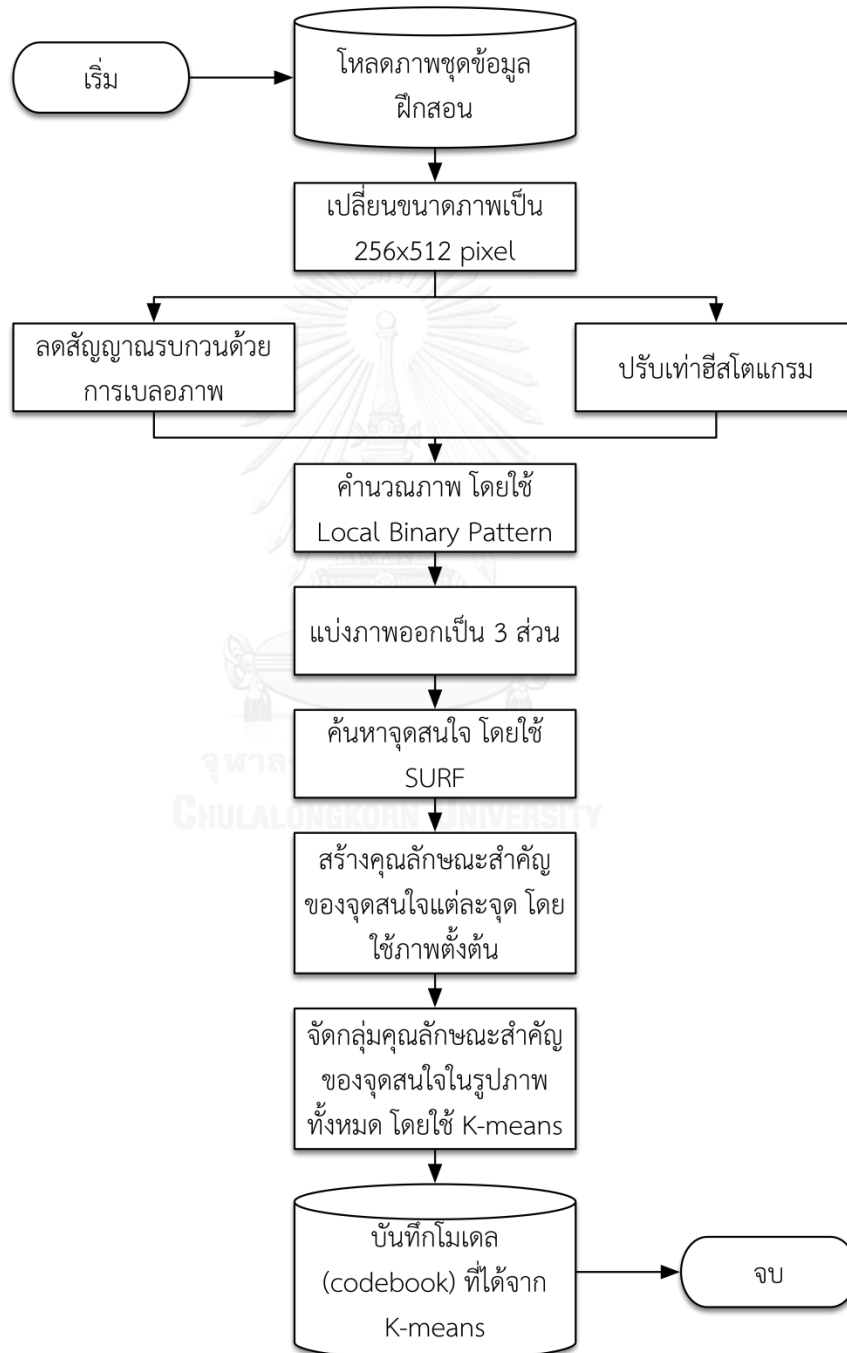 เริ่ม
โหลดภาพชุดข้อมูล
ฝึกสอน
เปลี่ยนขนาดภาพเป็น
256x512 pixel
ลดสัญญาณรบกวนด้วย
การเบลอภาพ
ปรับเท่าฮีสโตแกรม
คำนวณภาพ โดยใช้
Local Binary Pattern
แบ่งภาพออกเป็น 3 ส่วน
ค้นหาจุดสนใจ โดยใช้
SURF
จุฬาลง
CHULALONGKORN UNIVERSITY
สร้างคุณลักษณะสำคัญ
ของจุดสนใจแต่ละจุด โดย
ใช้ภาพตั้งต้น
จัดกลุ่มคุณลักษณะสำคัญ
ของจุดสนใจในรูปภาพ
ทั้งหมด โดยใช้ K-means
บันทึกโมเดล
(codebook) ที่ได้จาก
K-means
จบ